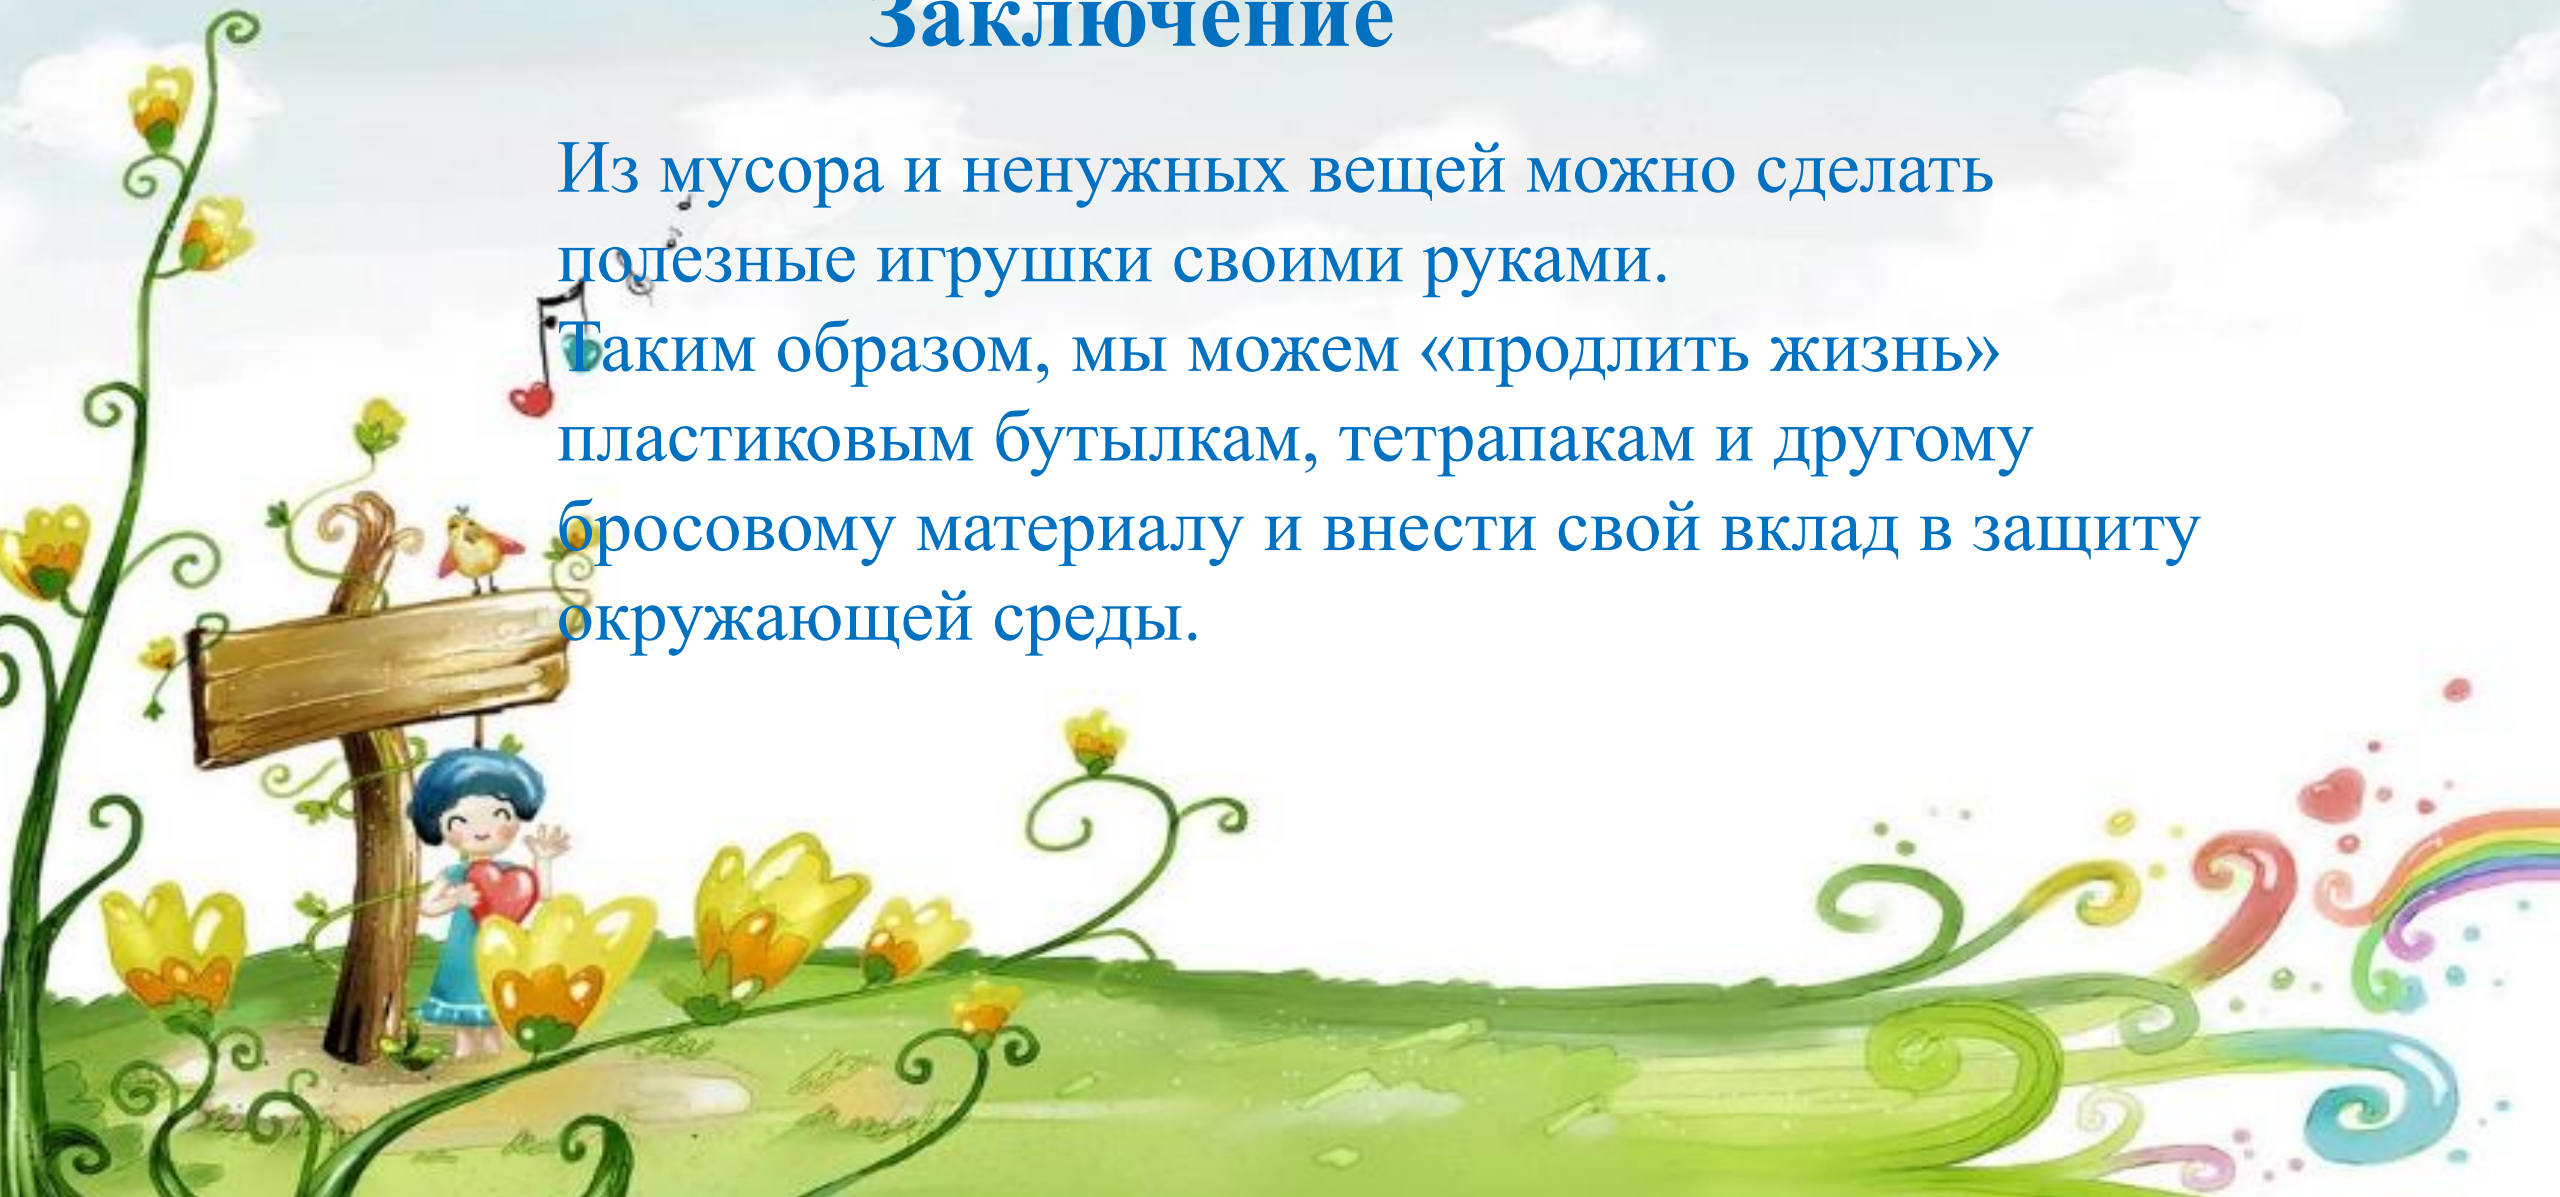 Заключение
Из мусора и ненужных вещей можно сделать
полезные игрушки своими руками.
Таким образом, мы можем «продлить жизнь»
пластиковым бутылкам, тетрапакам и другому
бросовому материалу и внести свой вклад в защиту
окружающей среды.